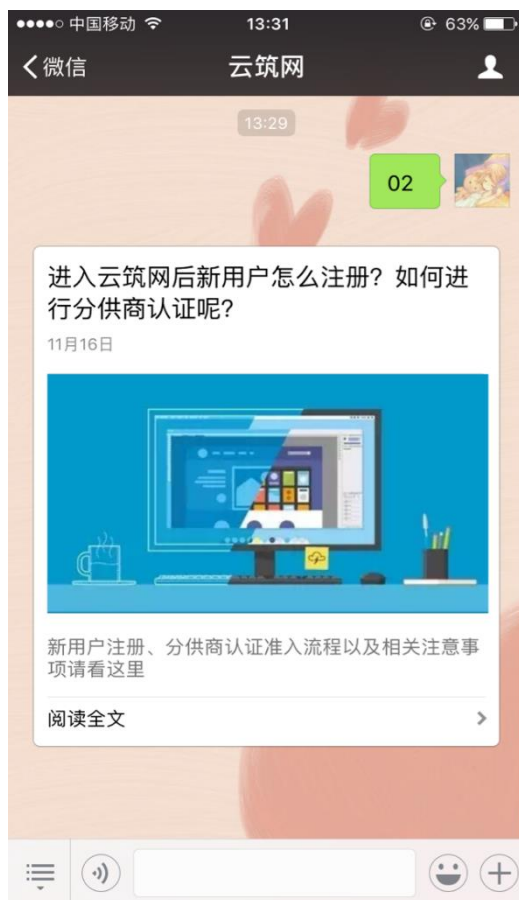 中国移动 13:31 63%
微信 云筑网
13:29
02
进入云筑网后新用户怎么注册？如何进
行分供商认证呢？
11月16日
新用户注册、分供商认证准入流程以及相关注意事
项请看这里
阅读全文